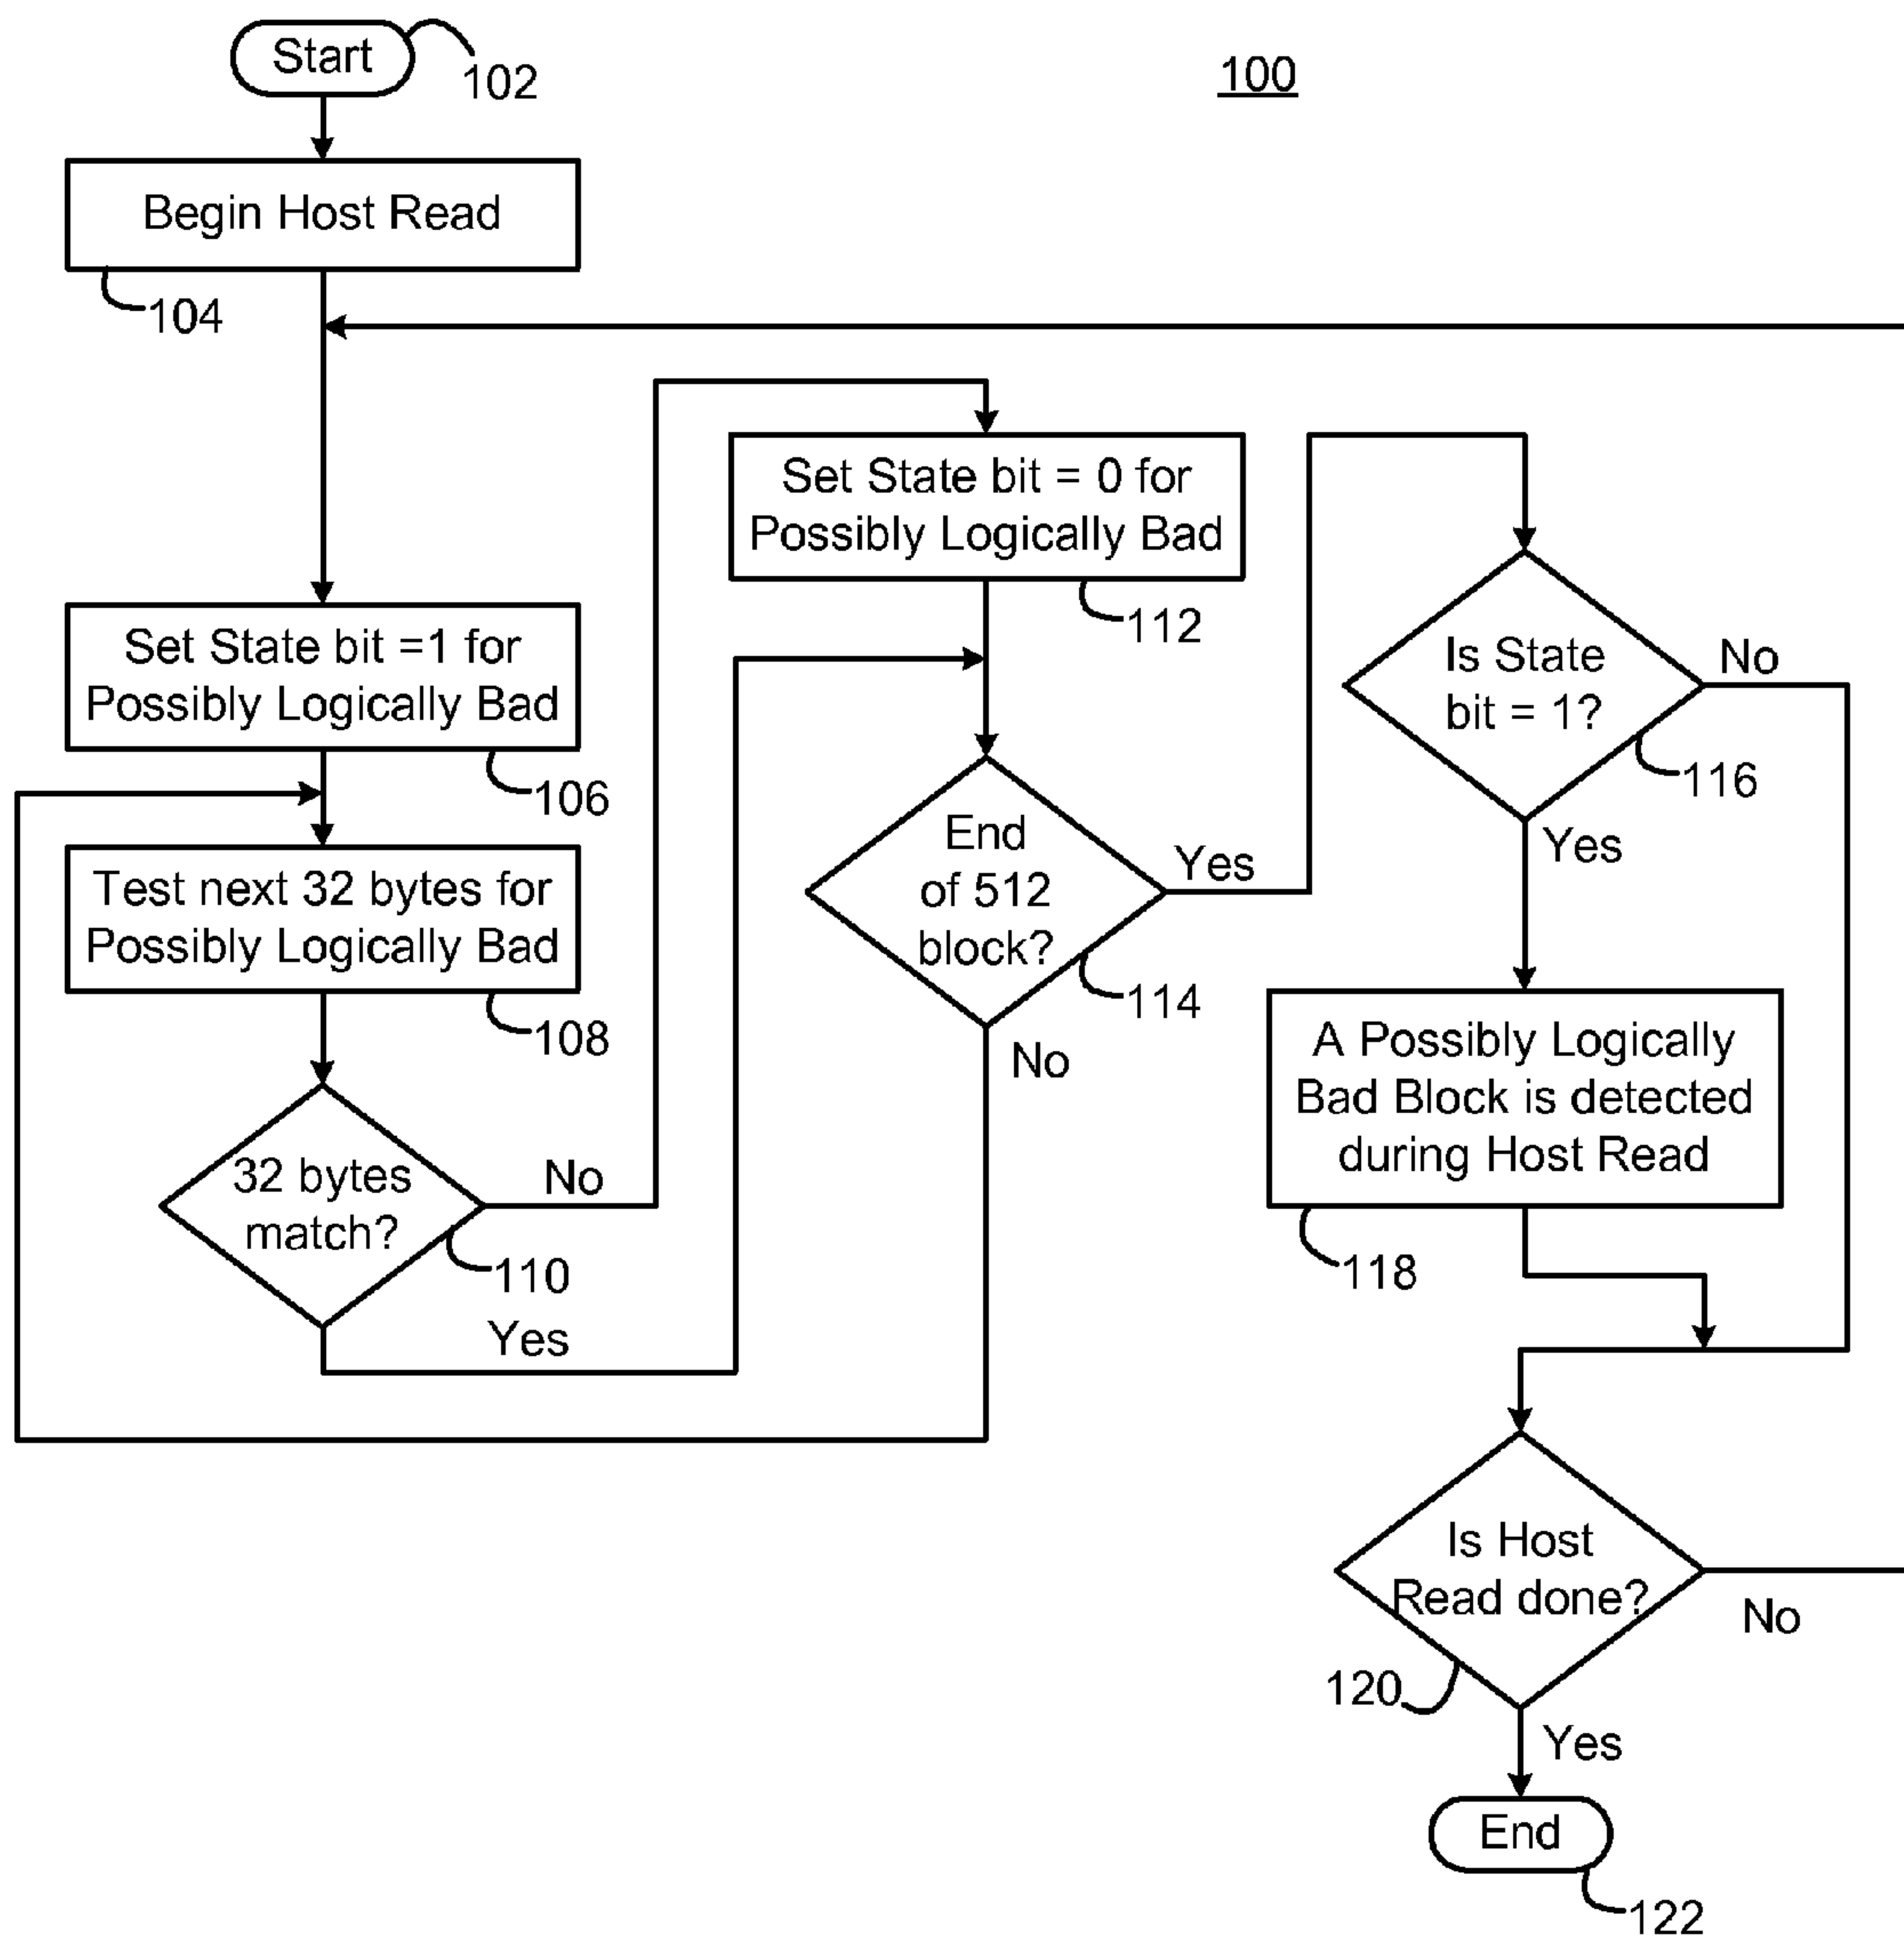 Start
102
100
Begin Host Read
104
Set State bit =1 for
Possibly Logically Bad
106
Test next 32 bytes for
Possibly Logically Bad
108
32 bytes
match?
No
110
Yes
Set State bit = 0 for
Possibly Logically Bad
112
End
of 512
block?
Yes
114
No
Is State
bit = 1?
No
116
Yes
A Possibly Logically
Bad Block is detected
during Host Read
118
Is Host
Read done?
No
120
Yes
End
122